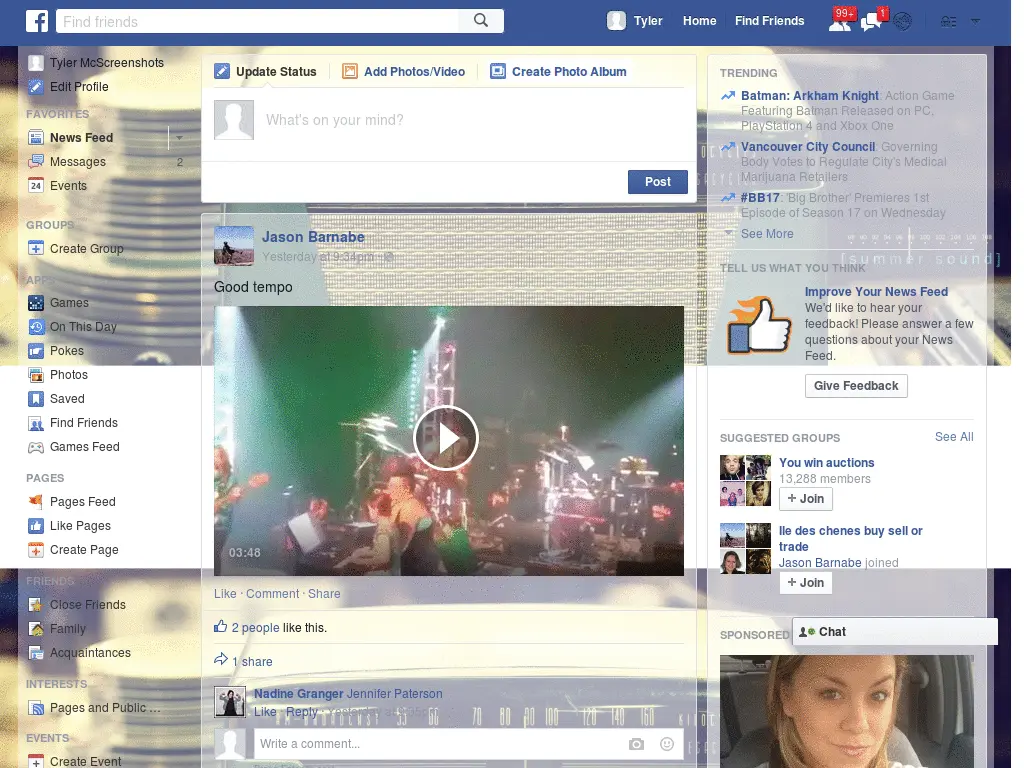 f
Find friends
Tyler
Home
Find Friends
99+
1
Tyler McScreenshots
Edit Profile
FAVORITES
News Feed
Messages
2
24
Events
GROUPS
Create Group
APPS
Games
On This Day
Pokes
Photos
Saved
Find Friends
Games Feed
PAGES
Pages Feed
Like Pages
Create Page
FRIENDS
Close Friends
Family
Acquaintances
INTERESTS
Pages and Public ...
EVENTS
Create Event
Update Status
Add Photos/Video
Create Photo Album
What's on your mind?
Post
Jason Barnabe
Yesterday at 9:34pm
Good tempo
03:48
Like · Comment · Share
2 people like this.
1 share
Nadine Granger Jennifer Paterson
Like · Reply
70 80 90 100 120 140 160
Write a comment...
TRENDING
Batman: Arkham Knight: Action Game
Featuring Batman Released on PC,
PlayStation 4 and Xbox One
Vancouver City Council: Governing
Body Votes to Regulate City's Medical
Marijuana Retailers
#BB17: 'Big Brother' Premieres 1st
Episode of Season 17 on Wednesday
See More
[summer sound]
TELL US WHAT YOU THINK
Improve Your News Feed
We'd like to hear your
feedback! Please answer a few
questions about your News
Feed.
Give Feedback
SUGGESTED GROUPS
See All
You win auctions
13,288 members
+ Join
Ile des chenes buy sell or
trade
Jason Barnabe joined
+ Join
SPONSORED
Chat